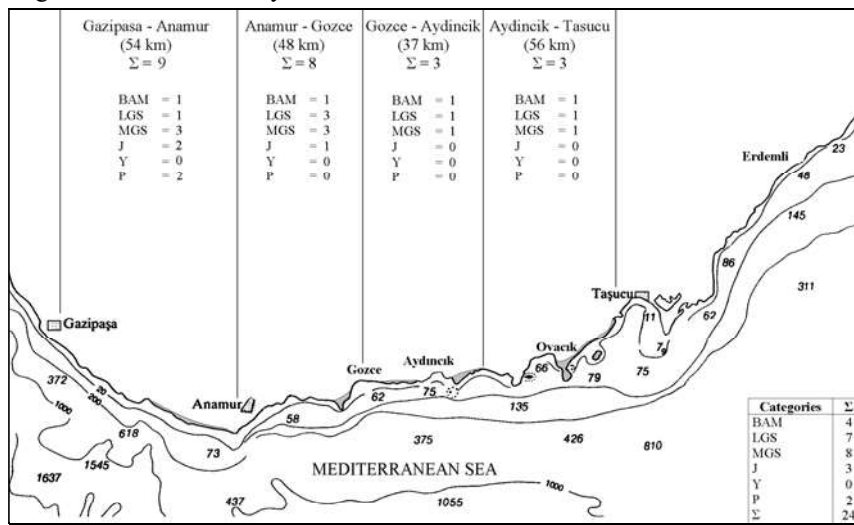 Gazipasa - Anamur
(54 km)
Σ = 9
BAM = 1
LGS = 1
MGS = 3
J = 2
Y = 0
P = 2
Anamur - Gozce
(48 km)
Σ = 8
BAM = 1
LGS = 3
MGS = 3
J = 1
Y = 0
P = 0
Gozce - Aydincik
(37 km)
Σ = 3
BAM = 1
LGS = 1
MGS = 1
J = 0
Y = 0
P = 0
Aydincik - Tasucu
(56 km)
Σ = 3
BAM = 1
LGS = 1
MGS = 1
J = 0
Y = 0
P = 0
23
Erdemli
48
145
86
311
Taşucu
11
62
Gazipaşa
Ovacık
Aydıncık
Gozce
66
79
75
372
20
200
62
75
Anamur
1000
58
135
618
73
375
426
810
1545
MEDITERRANEAN SEA
1637
437
1055
1000
Categories Σ
BAM 4
LGS 7
MGS 8
J 3
Y 0
P 2
Σ 24